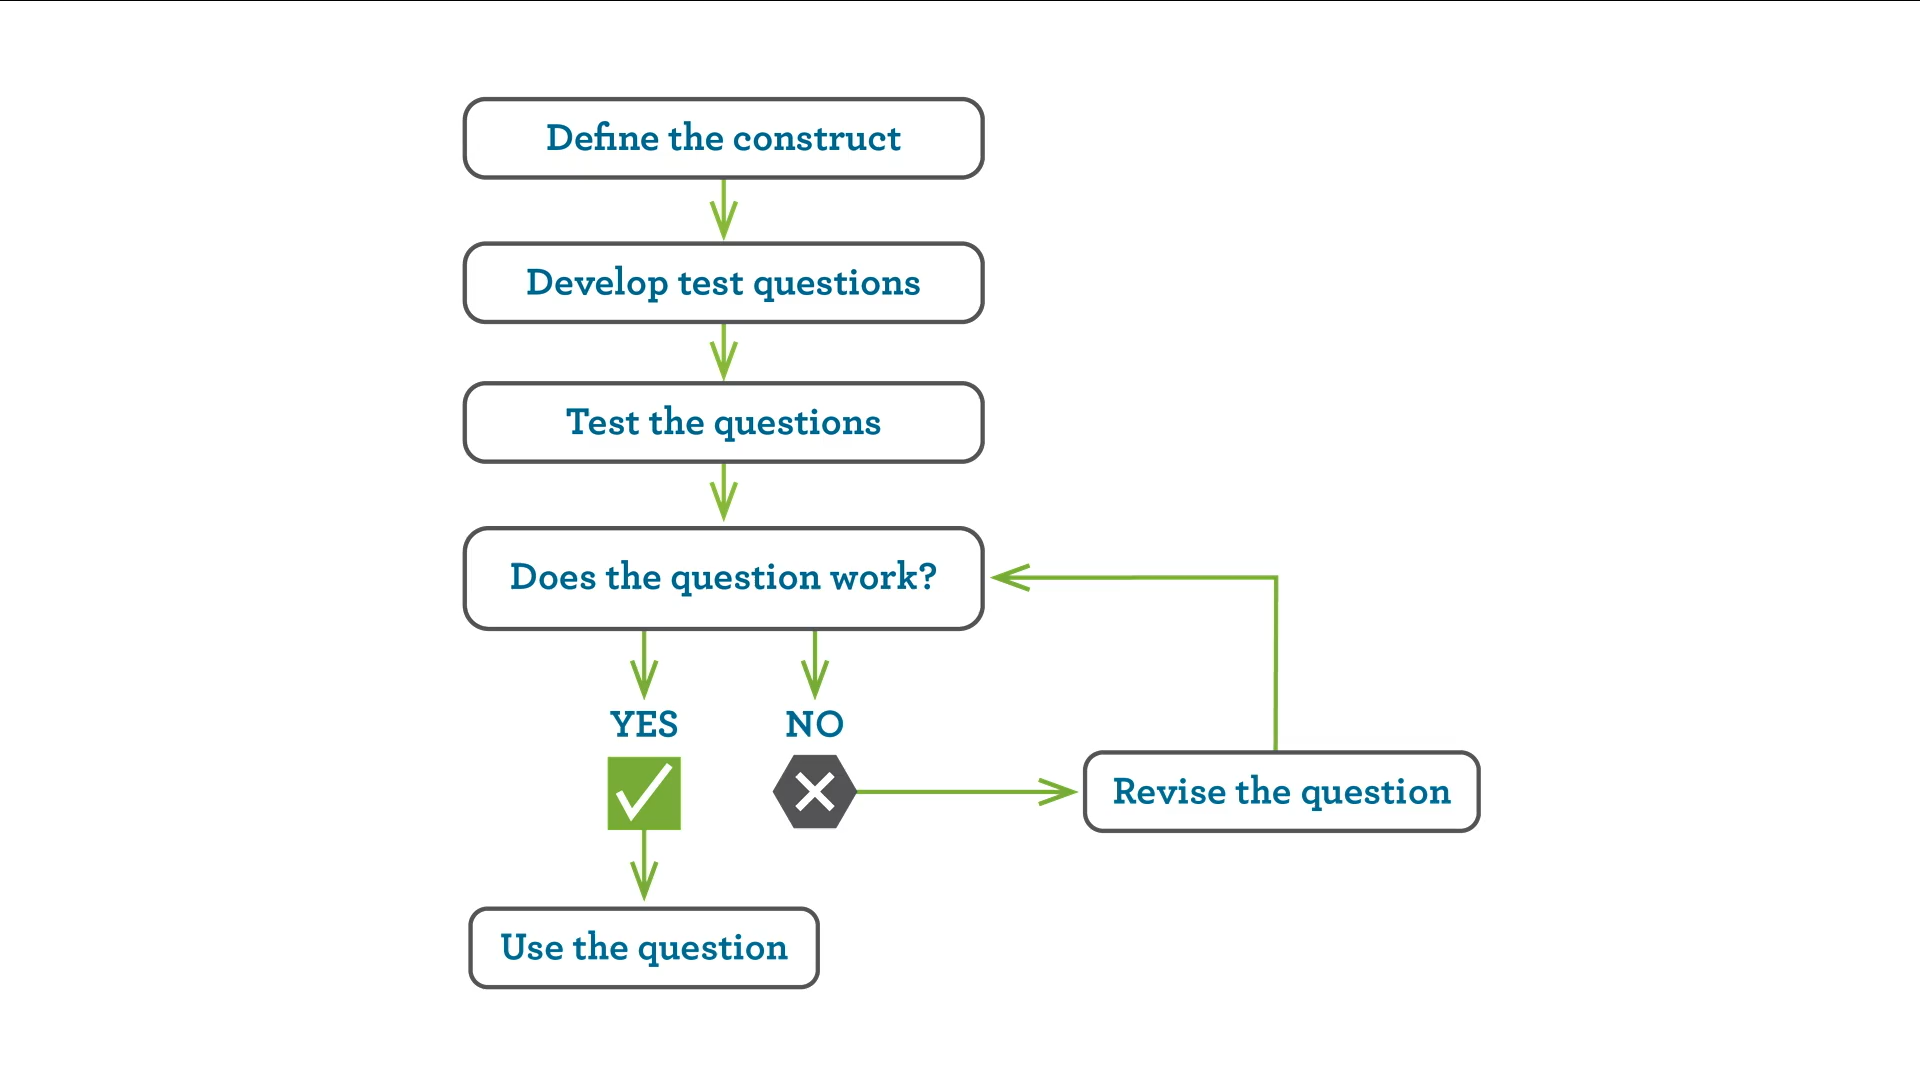 Define the construct
Develop test questions
Test the questions
Does the question work?
YES
NO
Revise the question
Use the question